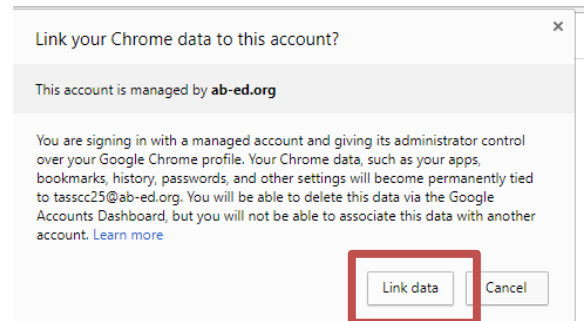 Link your Chrome data to this account?
This account is managed by ab-ed.org
You are signing in with a managed account and giving its administrator control
over your Google Chrome profile. Your Chrome data, such as your apps,
bookmarks, history, passwords, and other settings will become permanently tied
to tasscc25@ab-ed.org. You will be able to delete this data via the Google
Accounts Dashboard, but you will not be able to associate this data with another
account. Learn more
Link data Cancel